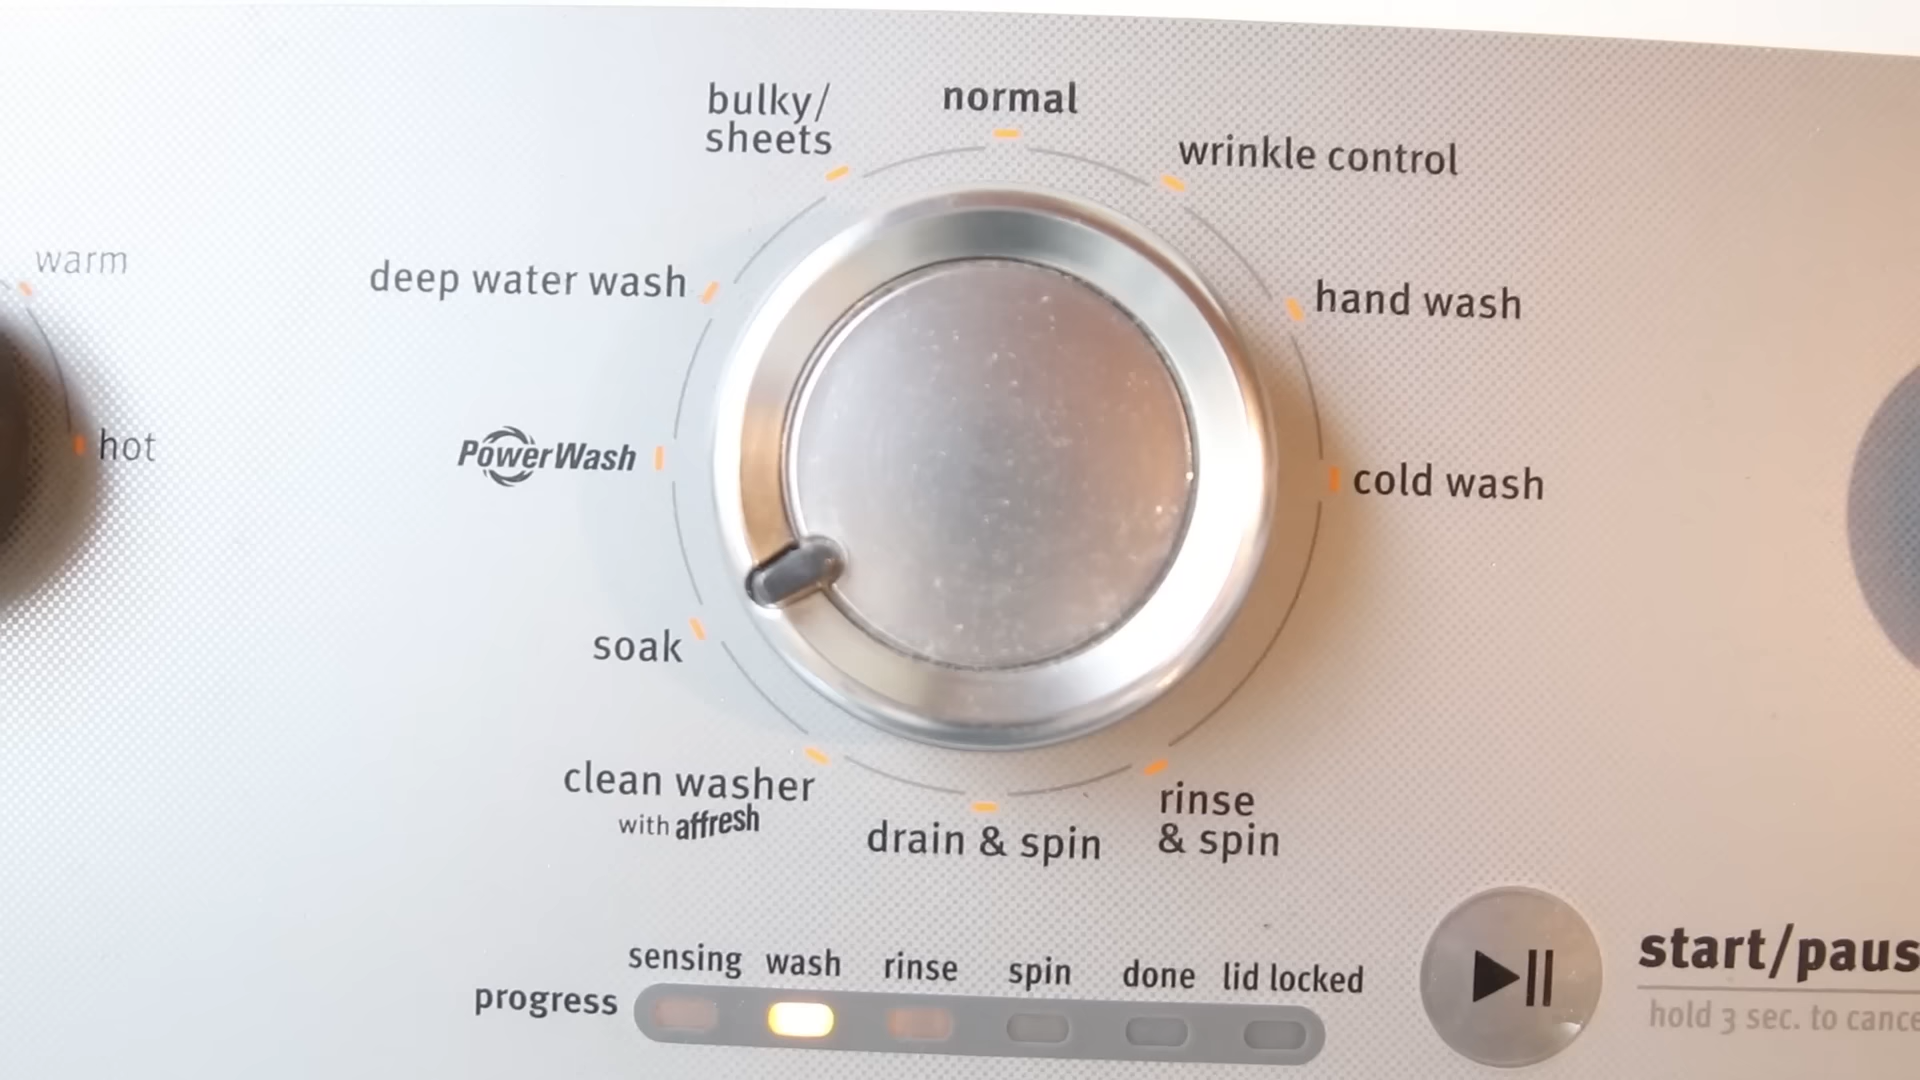 bulky/
sheets
normal
wrinkle control
warm
deep water wash
hand wash
hot
PowerWash
cold wash
soak
clean washer
with affresh
drain & spin
rinse
& spin
sensing wash rinse spin done lid locked
progress
start/paus
hold 3 sec. to cance